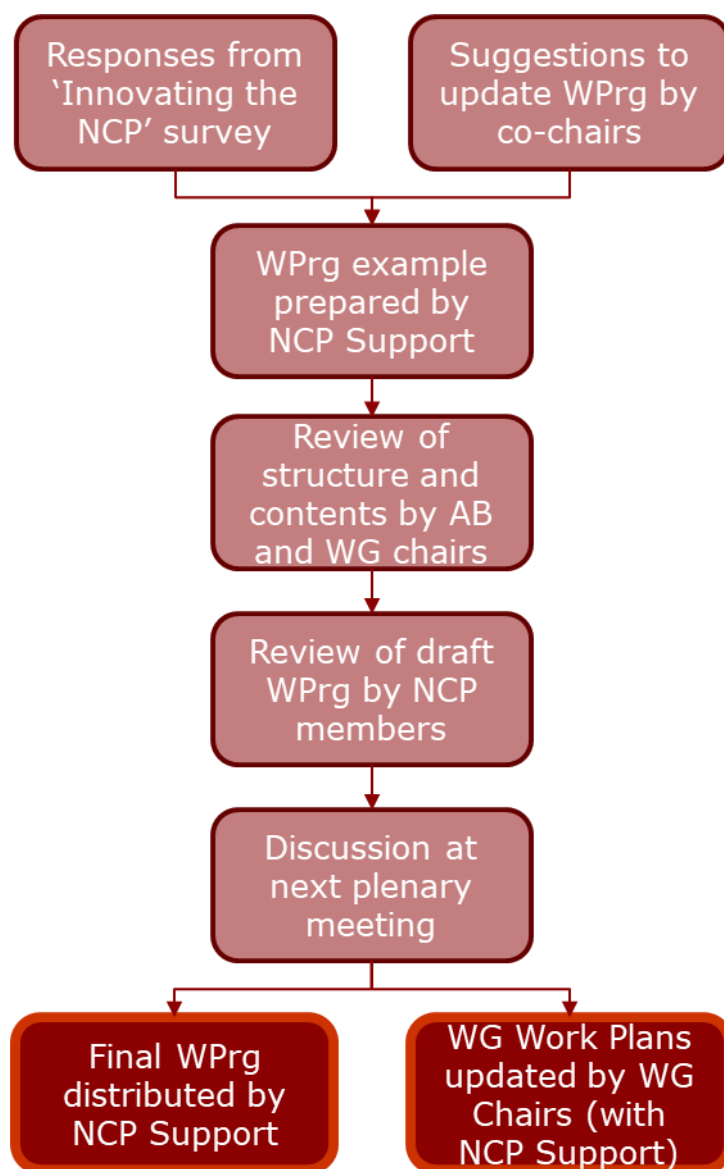 Responses from
‘Innovating the
NCP’ survey
Suggestions to
update WPrg by
co-chairs
WPrg example
prepared by
NCP Support
Review of
structure and
contents by AB
and WG chairs
Review of draft
WPrg by NCP
members
Discussion at
next plenary
meeting
Final WPrg
distributed by
NCP Support
WG Work Plans
updated by WG
Chairs (with
NCP Support)